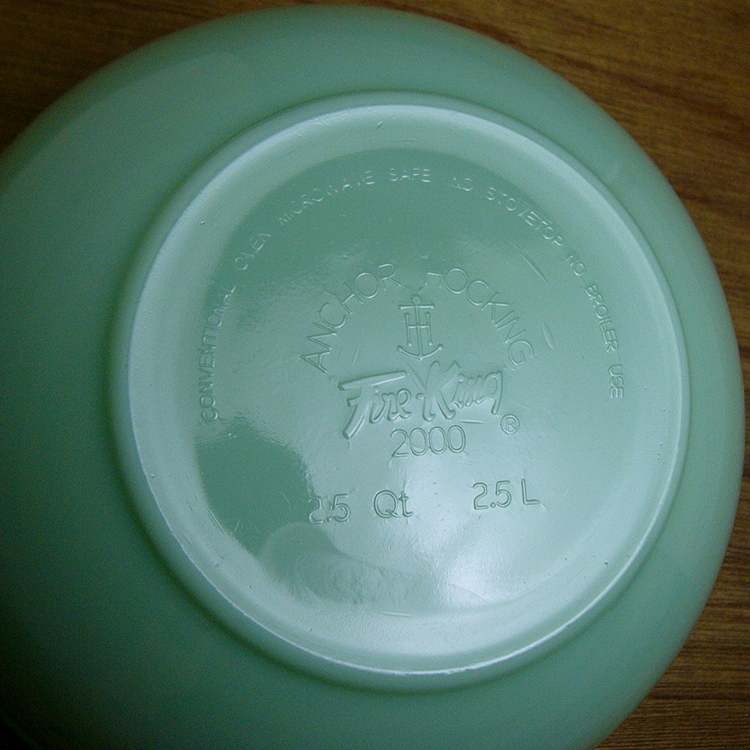 CONVENTIONAL OVEN MICROWAVE SAFE NO STOVETOP NO BROILER USE
ANCHOR HOCKING
H
Fire-King ®
2000
2.5 Qt 2.5 L